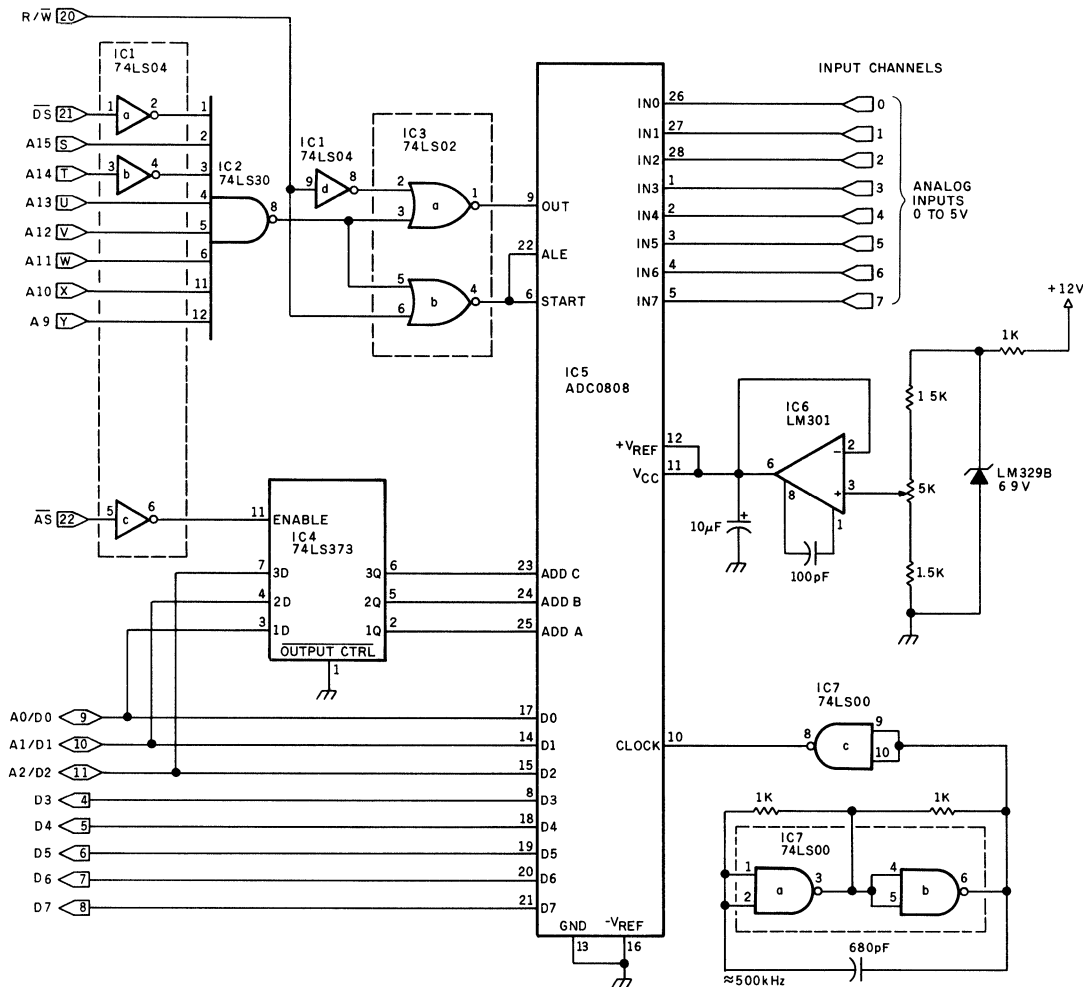 R/W 20
IC1
74LS04
DS 21
1
a
2
1
A15 S
2
A14 T
3
b
4
3
IC2
74LS30
A13 U
4
8
A12 V
5
A11 W
6
A10 X
11
A9 Y
12
IC1
74LS04
9
d
8
IC3
74LS02
2
3
a
1
5
6
b
4
9 OUT
22 ALE
6 START
IC5
ADC0808
INPUT CHANNELS
IN0 26 0
IN1 27 1
IN2 28 2
IN3 1 3
IN4 2 4
IN5 3 5
IN6 4 6
IN7 5 7
ANALOG
INPUTS
0 TO 5V
+12V
1K
1 5K
IC6
LM301
+VREF 12
VCC 11
6
2
-
3
+
8
1
5K
LM329B
6 9V
10µF
+
100pF
1.5K
AS 22
5
c
6
11 ENABLE
IC4
74LS373
7 3D
3Q 6
23 ADD C
4 2D
2Q 5
24 ADD B
3 1D
1Q 2
25 ADD A
OUTPUT CTRL
1
A0/D0 9
17 D0
A1/D1 10
14 D1
A2/D2 11
15 D2
D3 4
8 D3
D4 5
18 D4
D5 6
19 D5
D6 7
20 D6
D7 8
21 D7
GND
13
-VREF
16
CLOCK 10
IC7
74LS00
8
c
9
10
1K
1K
IC7
74LS00
1
2
a
3
4
5
b
6
680pF
≈500kHz